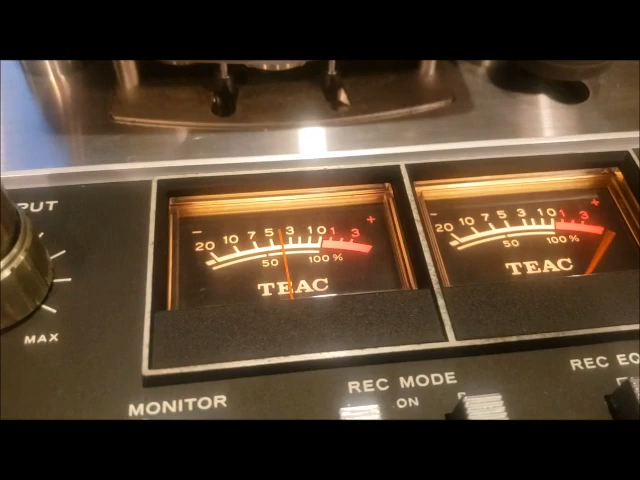 PUT
MAX
- 20 10 7 5 3 1 0 1 3 +
50 100 %
TEAC
- 20 10 7 5 3 1 0 1 3 +
50 100 %
TEAC
MONITOR
REC MODE
ON
REC EQ